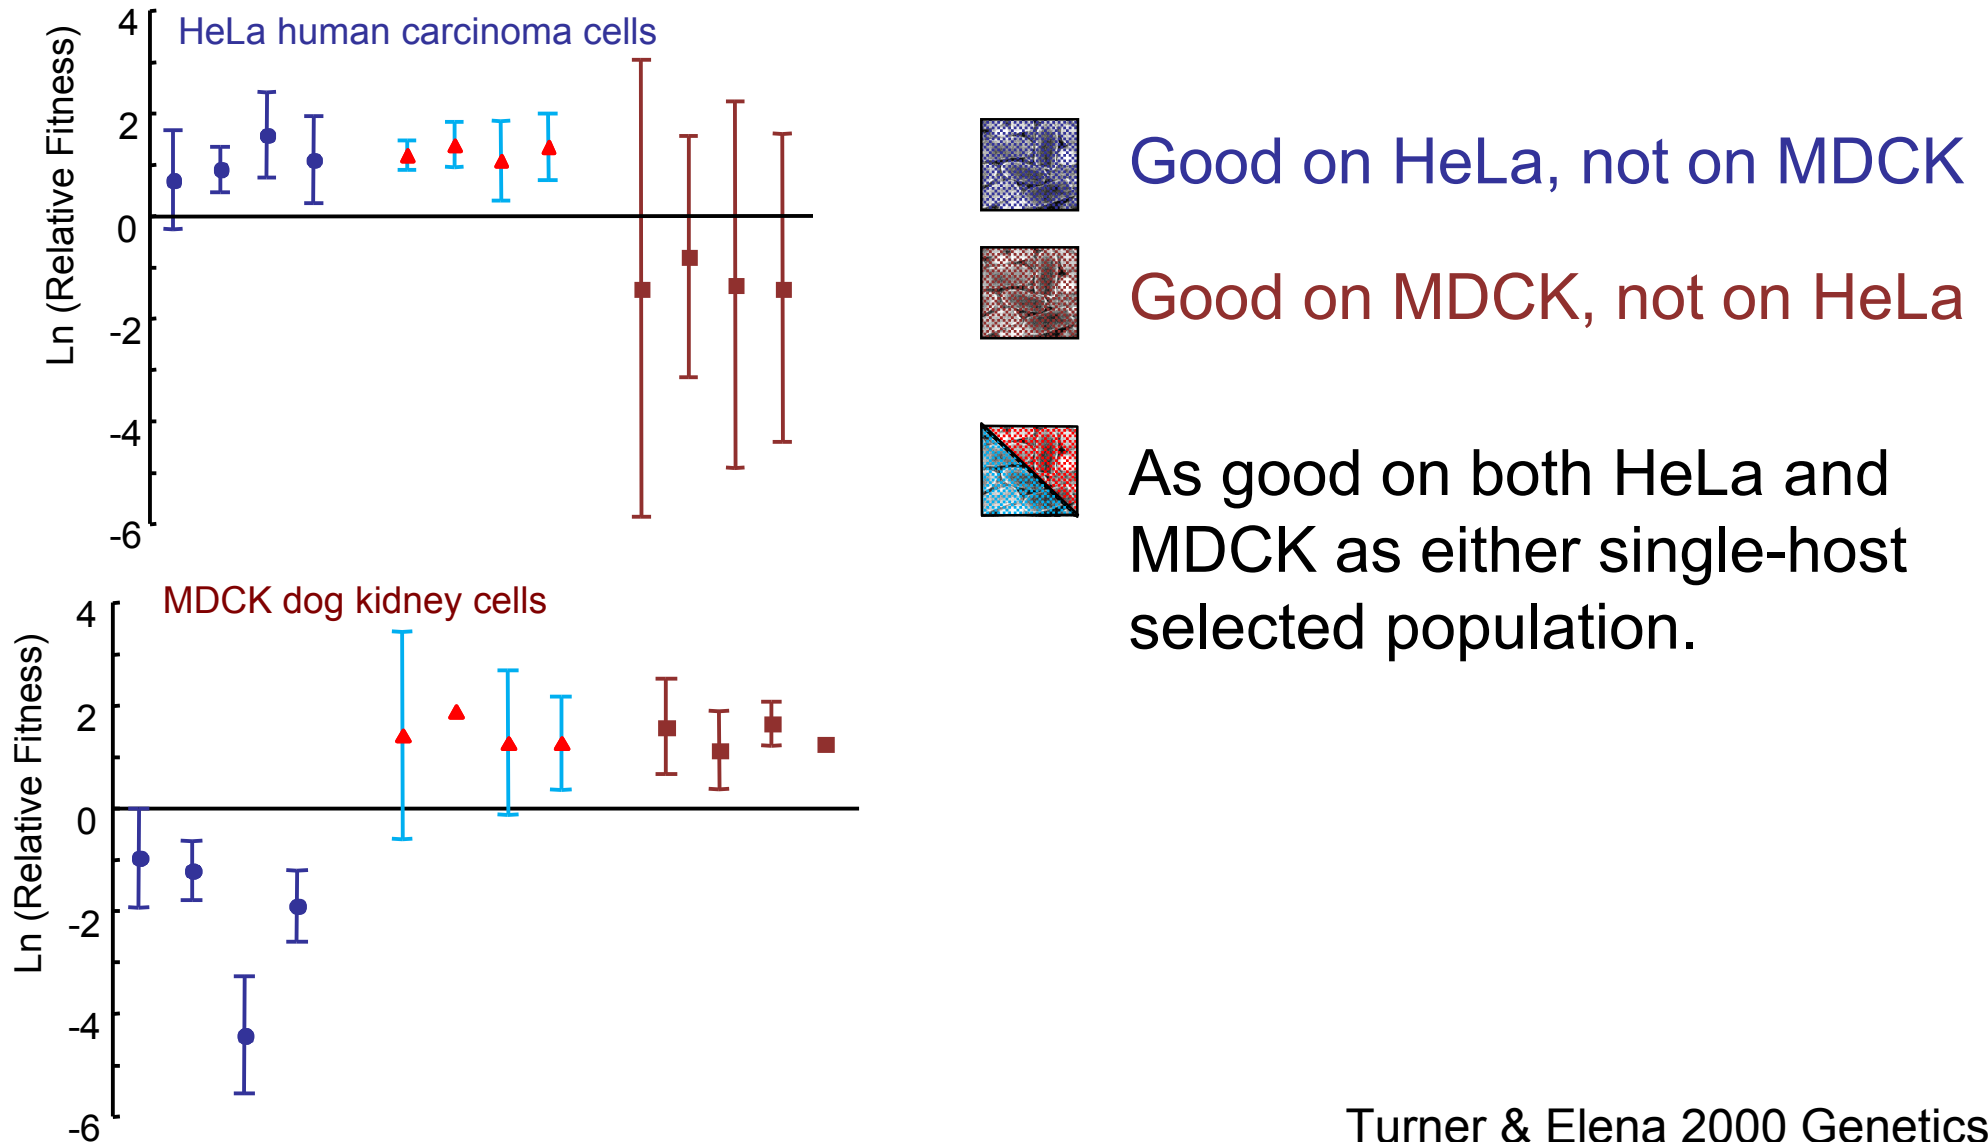 HeLa human carcinoma cells
Ln (Relative Fitness)
4
2
0
-2
-4
-6
MDCK dog kidney cells
Ln (Relative Fitness)
4
2
0
-2
-4
-6
Good on HeLa, not on MDCK
Good on MDCK, not on HeLa
As good on both HeLa and
MDCK as either single-host
selected population.
Turner & Elena 2000 Genetics